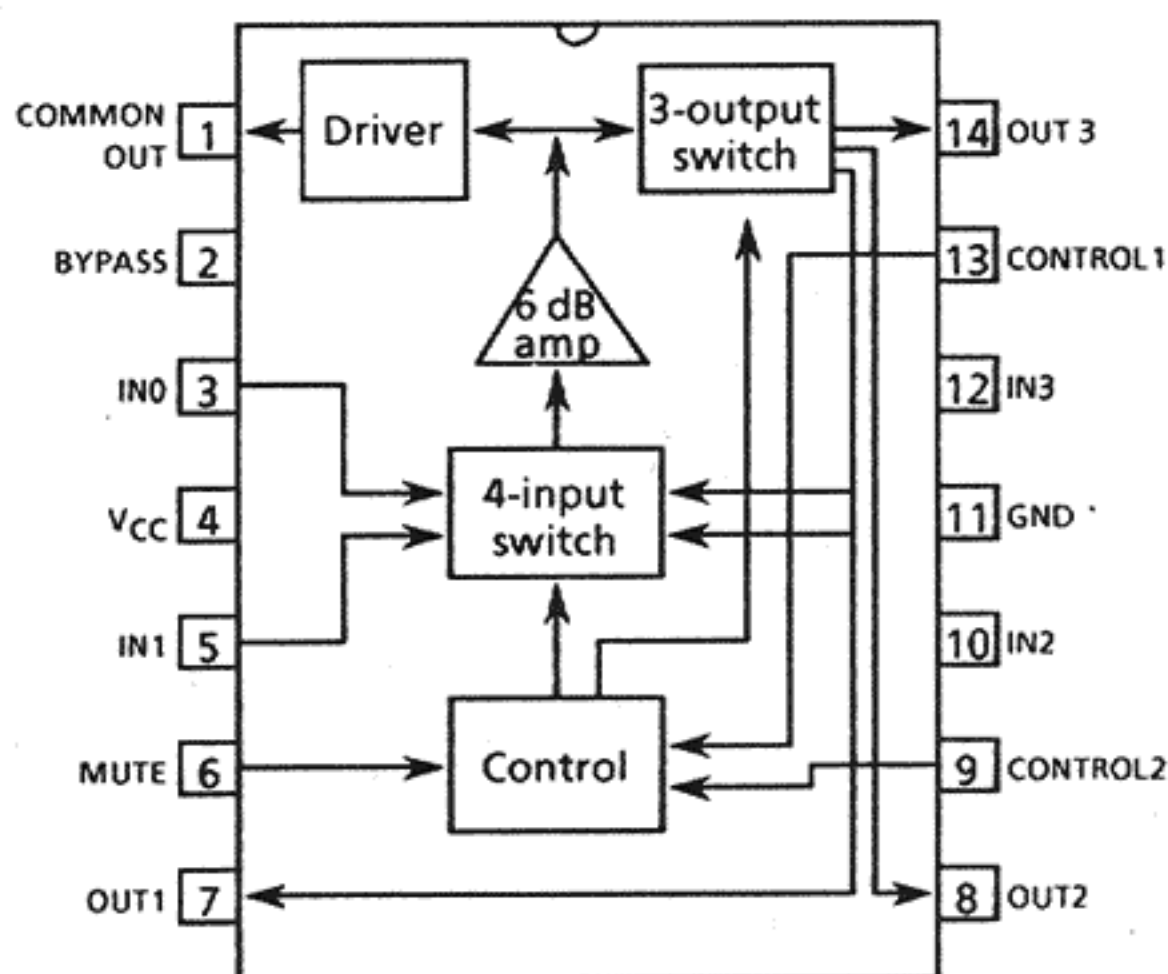 COMMON
OUT
1
Driver
3-output
switch
14
OUT 3
BYPASS
2
13
CONTROL1
6 dB
amp
IN0
3
12
IN3
VCC
4
4-input
switch
11
GND
IN1
5
10
IN2
MUTE
6
Control
9
CONTROL2
OUT1
7
8
OUT2